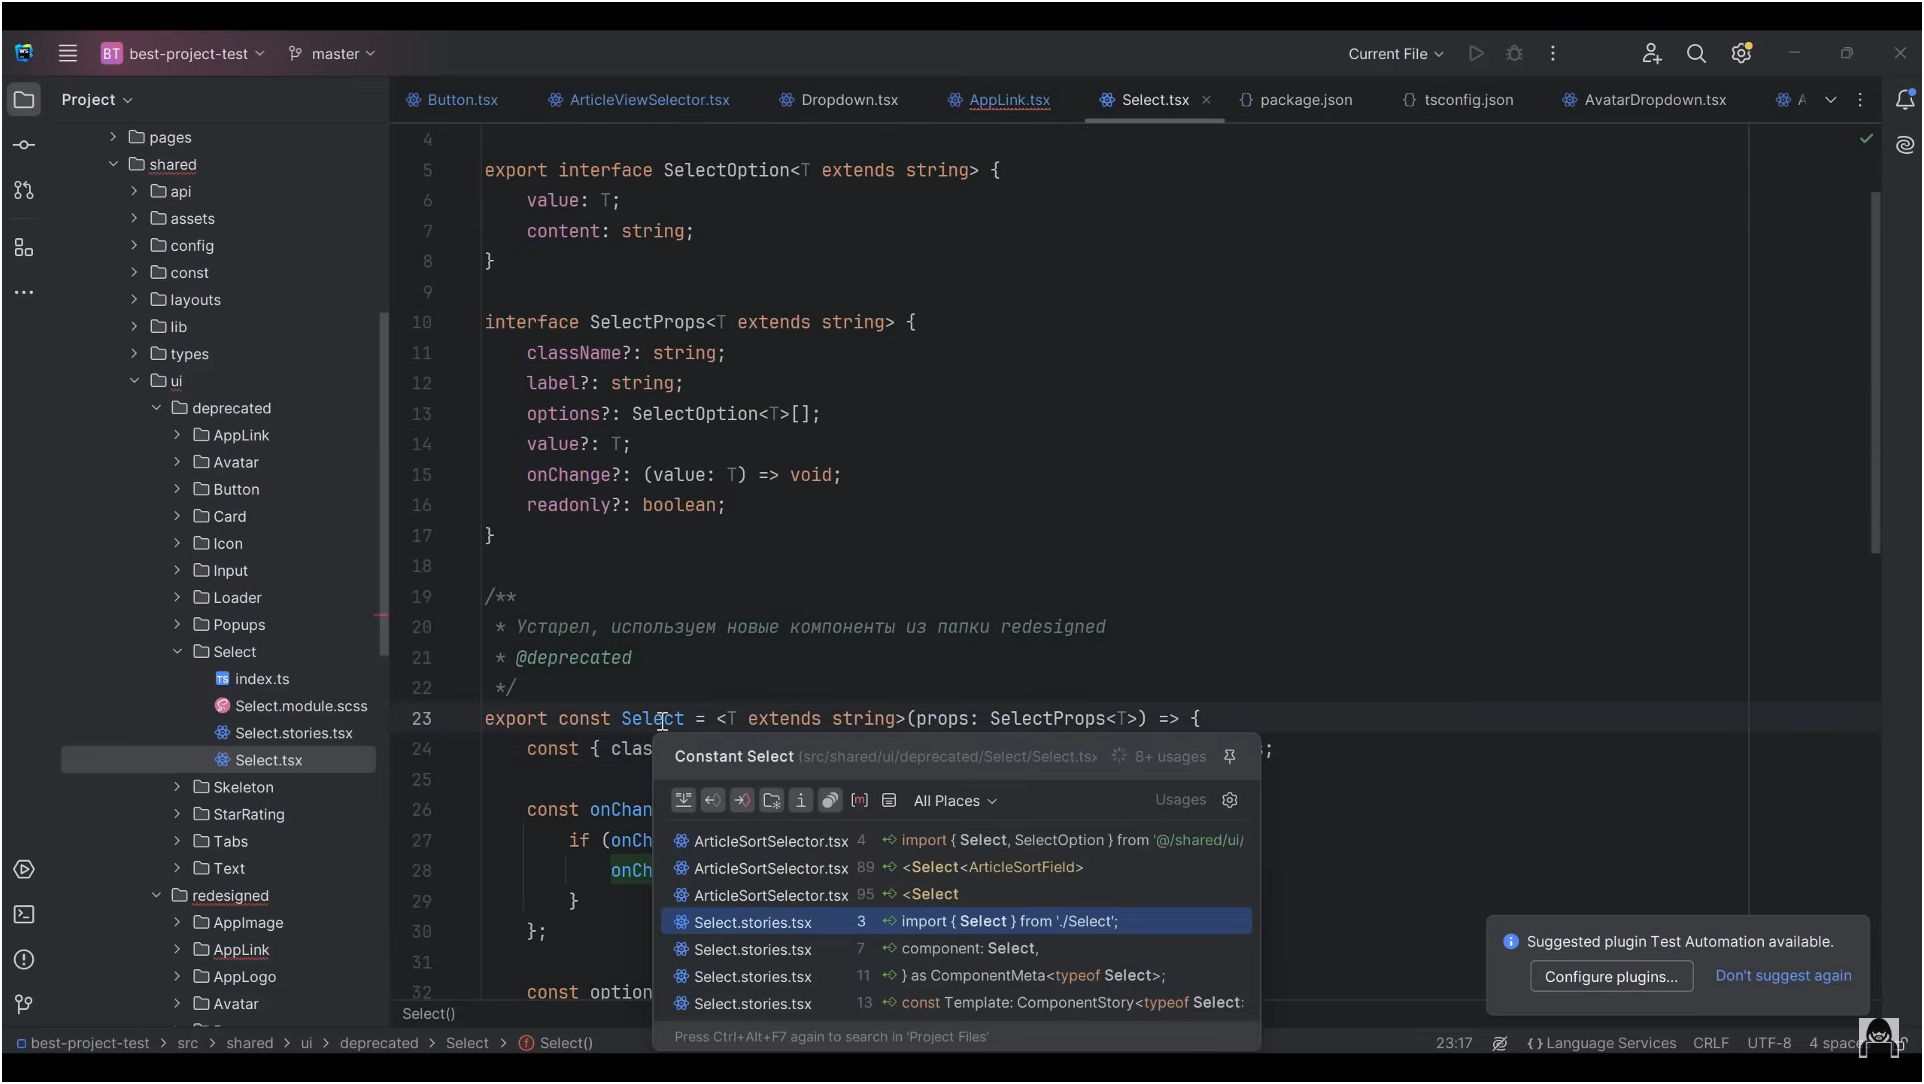 BT best-project-test
master
Current File
Project
Button.tsx
ArticleViewSelector.tsx
Dropdown.tsx
AppLink.tsx
Select.tsx
package.json
tsconfig.json
AvatarDropdown.tsx
pages
shared
api
assets
config
const
layouts
lib
types
ui
deprecated
AppLink
Avatar
Button
Card
Icon
Input
Loader
Popups
Select
index.ts
Select.module.scss
Select.stories.tsx
Select.tsx
Skeleton
StarRating
Tabs
Text
redesigned
AppImage
AppLink
AppLogo
Avatar
4
5 export interface SelectOption<T extends string> {
6 value: T;
7 content: string;
8 }
9
10 interface SelectProps<T extends string> {
11 className?: string;
12 label?: string;
13 options?: SelectOption<T>[];
14 value?: T;
15 onChange?: (value: T) => void;
16 readonly?: boolean;
17 }
18
19 /**
20 * Устарел, используем новые компоненты из папки redesigned
21 * @deprecated
22 */
23 export const Select = <T extends string>(props: SelectProps<T>) => {
24 const { clas
25
26 const onChan
27 if (onCh
28 onCh
29 }
30 };
31
32 const option
Select()
Constant Select (src/shared/ui/deprecated/Select/Select.tsx 8+ usages
All Places
Usages
ArticleSortSelector.tsx 4 import { Select, SelectOption } from '@/shared/ui/
ArticleSortSelector.tsx 89 <Select<ArticleSortField>
ArticleSortSelector.tsx 95 <Select
Select.stories.tsx 3 import { Select } from './Select';
Select.stories.tsx 7 component: Select,
Select.stories.tsx 11 } as ComponentMeta<typeof Select>;
Select.stories.tsx 13 const Template: ComponentStory<typeof Select:
Press Ctrl+Alt+F7 again to search in 'Project Files'
Suggested plugin Test Automation available.
Configure plugins...
Don't suggest again
best-project-test > src > shared > ui > deprecated > Select > Select()
23:17
{ } Language Services
CRLF
UTF-8
4 spac